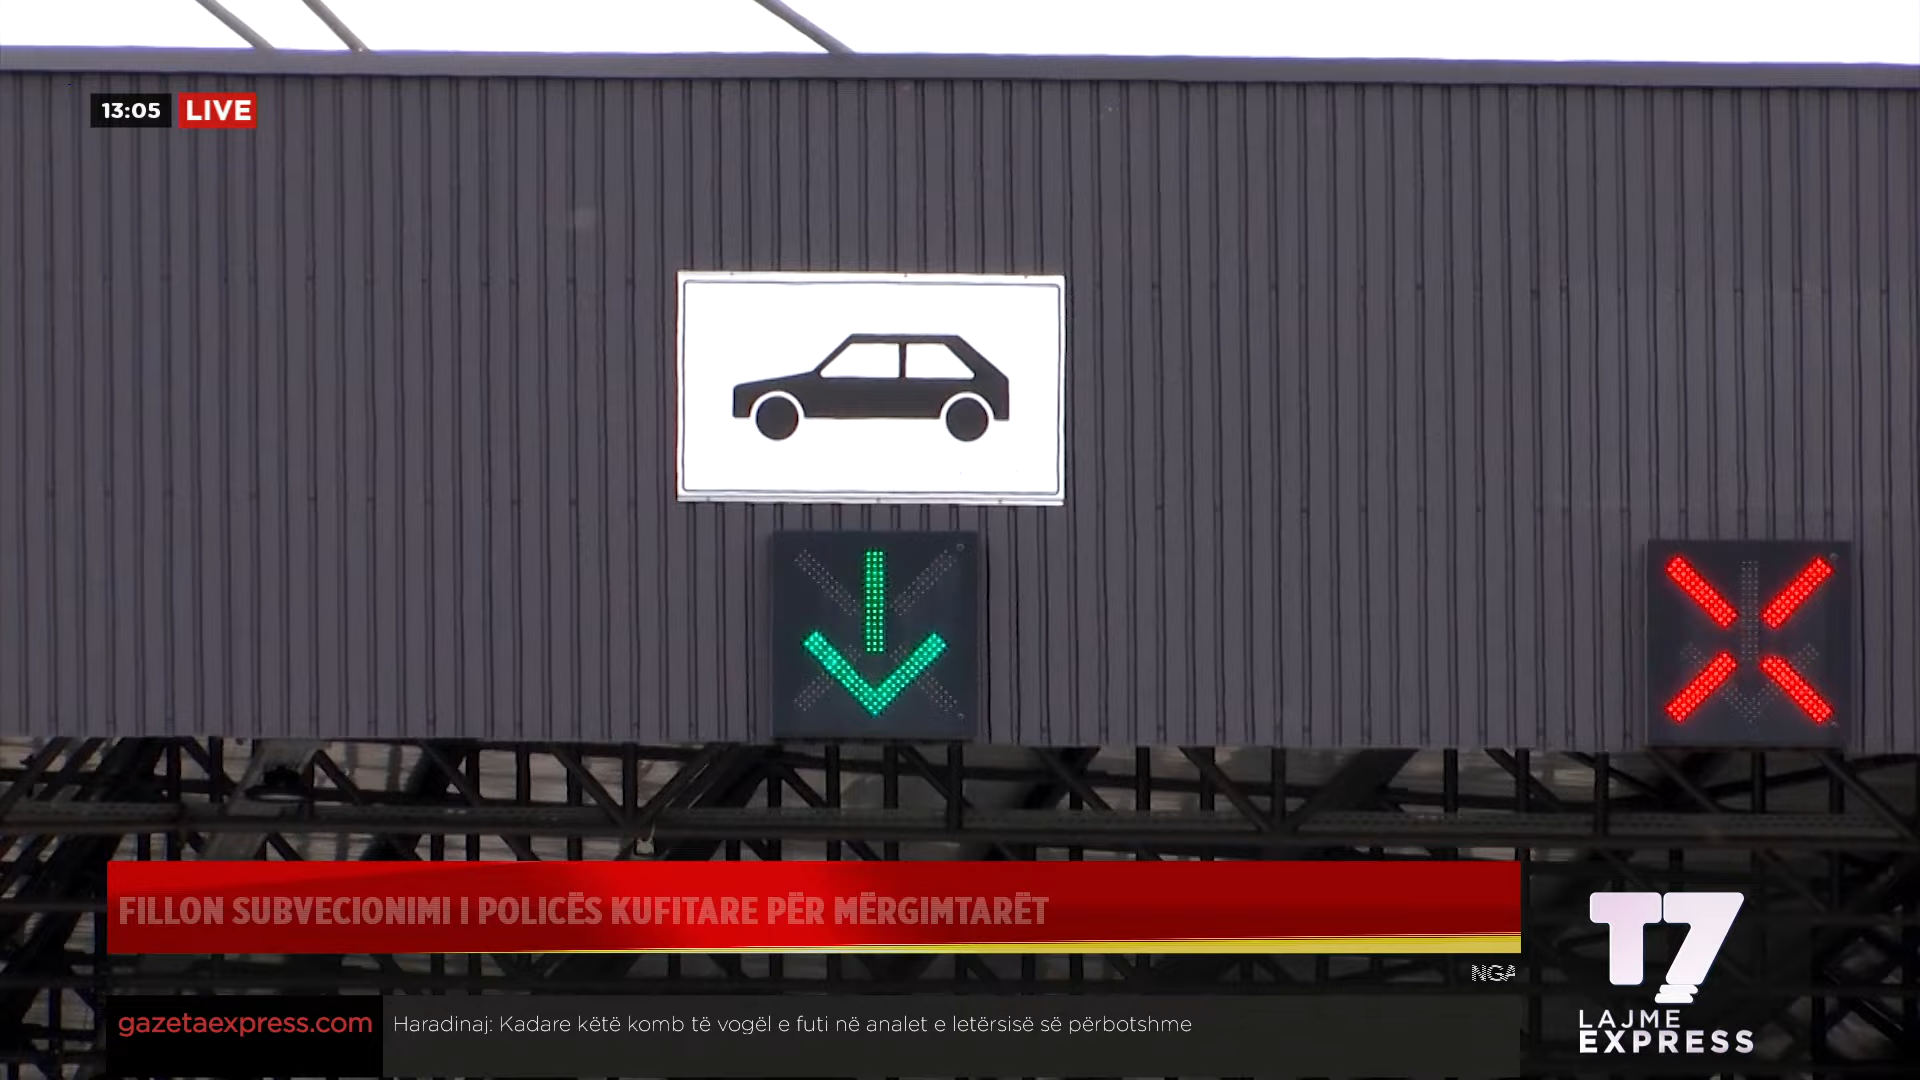 13:05 LIVE
FILLON SUBVECIONIMI I POLICËS KUFITARE PËR MËRGIMTARËT
NGA
gazetaexpress.com
Haradinaj: Kadare këtë komb të vogël e futi në analet e letërsisë së përbotshme
T7
LAJME
EXPRESS